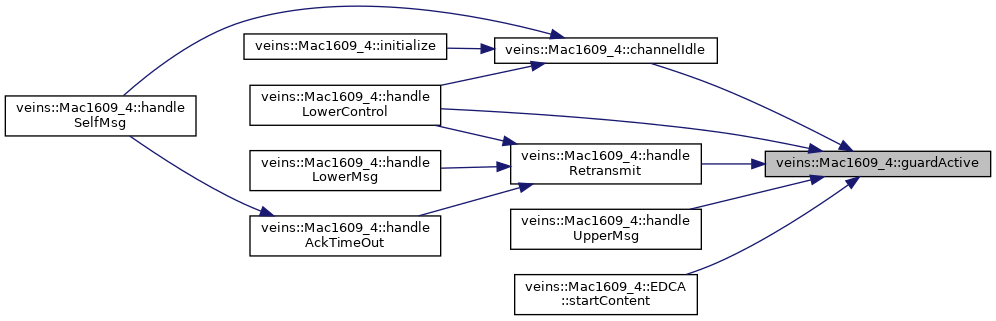 veins::Mac1609_4::handle
SelfMsg
veins::Mac1609_4::initialize
veins::Mac1609_4::handle
LowerControl
veins::Mac1609_4::handle
LowerMsg
veins::Mac1609_4::handle
AckTimeOut
veins::Mac1609_4::channelIdle
veins::Mac1609_4::handle
Retransmit
veins::Mac1609_4::handle
UpperMsg
veins::Mac1609_4::EDCA
::startContent
veins::Mac1609_4::guardActive